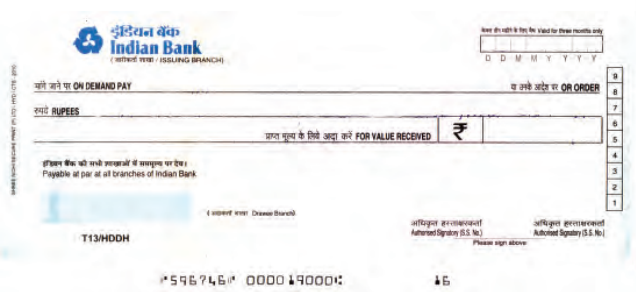 इंडियन बैंक
Indian Bank
( जारीकर्ता शाखा / ISSUING BRANCH)
केवल तीन महीने के लिए वैध Valid for three months only
D D M M Y Y Y Y
मांगे जाने पर ON DEMAND PAY
या उनके आदेश पर OR ORDER
रुपये RUPEES
प्राप्त मूल्य के लिये अदा करें FOR VALUE RECEIVED ₹
9
8
7
6
5
4
3
2
1
इंडियन बैंक की सभी शाखाओं में सममूल्य पर देय।
Payable at par at all branches of Indian Bank
( अदाकर्ता शाखा Drawee Branch)
T13/HDDH
अधिकृत हस्ताक्षरकर्ता अधिकृत हस्ताक्षरकर्ता
Authorised Signatory (S.S. No.) Authorised Signatory (S.S. No.)
Please sign above
⑈596746⑈ 000019000⑆ 16